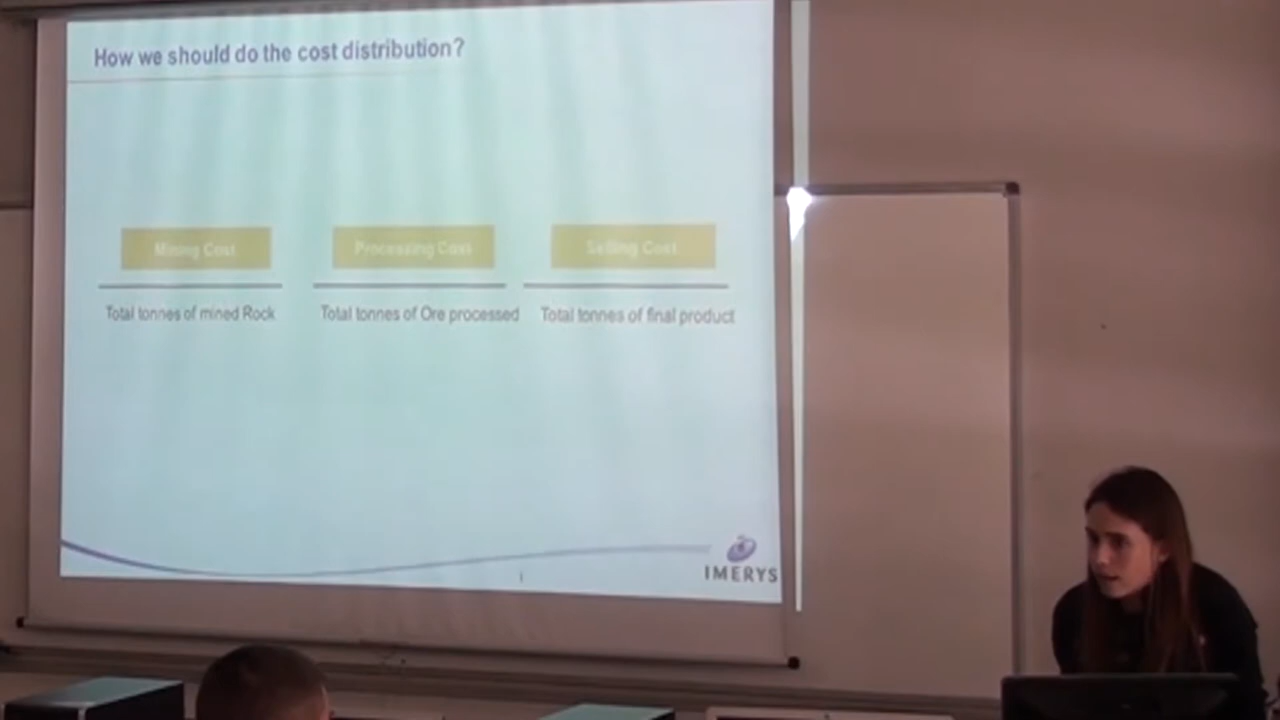 How we should do the cost distribution?
Mining Cost
Processing Cost
Selling Cost
Total tonnes of mined Rock
Total tonnes of Ore processed
Total tonnes of final product
IMERYS